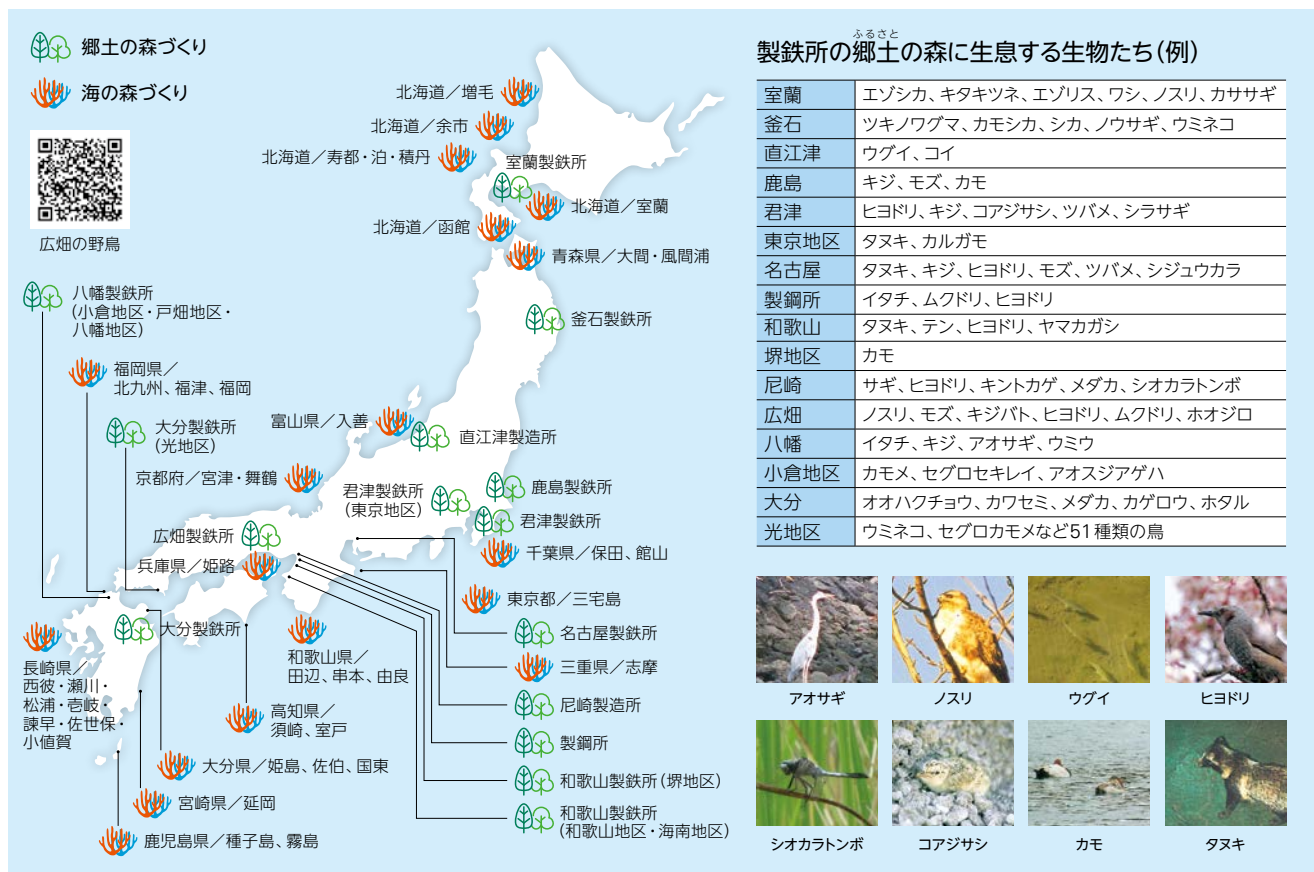 郷土の森づくり
海の森づくり
広畑の野鳥
北海道／増毛
北海道／余市
北海道／寿都・泊・積丹
室蘭製鉄所
北海道／室蘭
北海道／函館
青森県／大間・風間浦
釜石製鉄所
八幡製鉄所
(小倉地区・戸畑地区・
八幡地区)
福岡県／
北九州、福津、福岡
大分製鉄所
(光地区)
富山県／入善
直江津製造所
京都府／宮津・舞鶴
君津製鉄所
(東京地区)
鹿島製鉄所
君津製鉄所
千葉県／保田、館山
広畑製鉄所
兵庫県／姫路
東京都／三宅島
大分製鉄所
名古屋製鉄所
和歌山県／
田辺、串本、由良
三重県／志摩
長崎県／
西彼・瀬川・
松浦・壱岐・
諫早・佐世保・
小値賀
高知県／
須崎、室戸
尼崎製造所
製鋼所
大分県／姫島、佐伯、国東
和歌山製鉄所(堺地区)
宮崎県／延岡
和歌山製鉄所
(和歌山地区・海南地区)
鹿児島県／種子島、霧島
ふるさと
製鉄所の郷土の森に生息する生物たち(例)
室蘭 エゾシカ、キタキツネ、エゾリス、ワシ、ノスリ、カササギ
釜石 ツキノワグマ、カモシカ、シカ、ノウサギ、ウミネコ
直江津 ウグイ、コイ
鹿島 キジ、モズ、カモ
君津 ヒヨドリ、キジ、コアジサシ、ツバメ、シラサギ
東京地区 タヌキ、カルガモ
名古屋 タヌキ、キジ、ヒヨドリ、モズ、ツバメ、シジュウカラ
製鋼所 イタチ、ムクドリ、ヒヨドリ
和歌山 タヌキ、テン、ヒヨドリ、ヤマカガシ
堺地区 カモ
尼崎 サギ、ヒヨドリ、キントカゲ、メダカ、シオカラトンボ
広畑 ノスリ、モズ、キジバト、ヒヨドリ、ムクドリ、ホオジロ
八幡 イタチ、キジ、アオサギ、ウミウ
小倉地区 カモメ、セグロセキレイ、アオスジアゲハ
大分 オオハクチョウ、カワセミ、メダカ、カゲロウ、ホタル
光地区 ウミネコ、セグロカモメなど51種類の鳥
アオサギ
ノスリ
ウグイ
ヒヨドリ
シオカラトンボ
コアジサシ
カモ
タヌキ